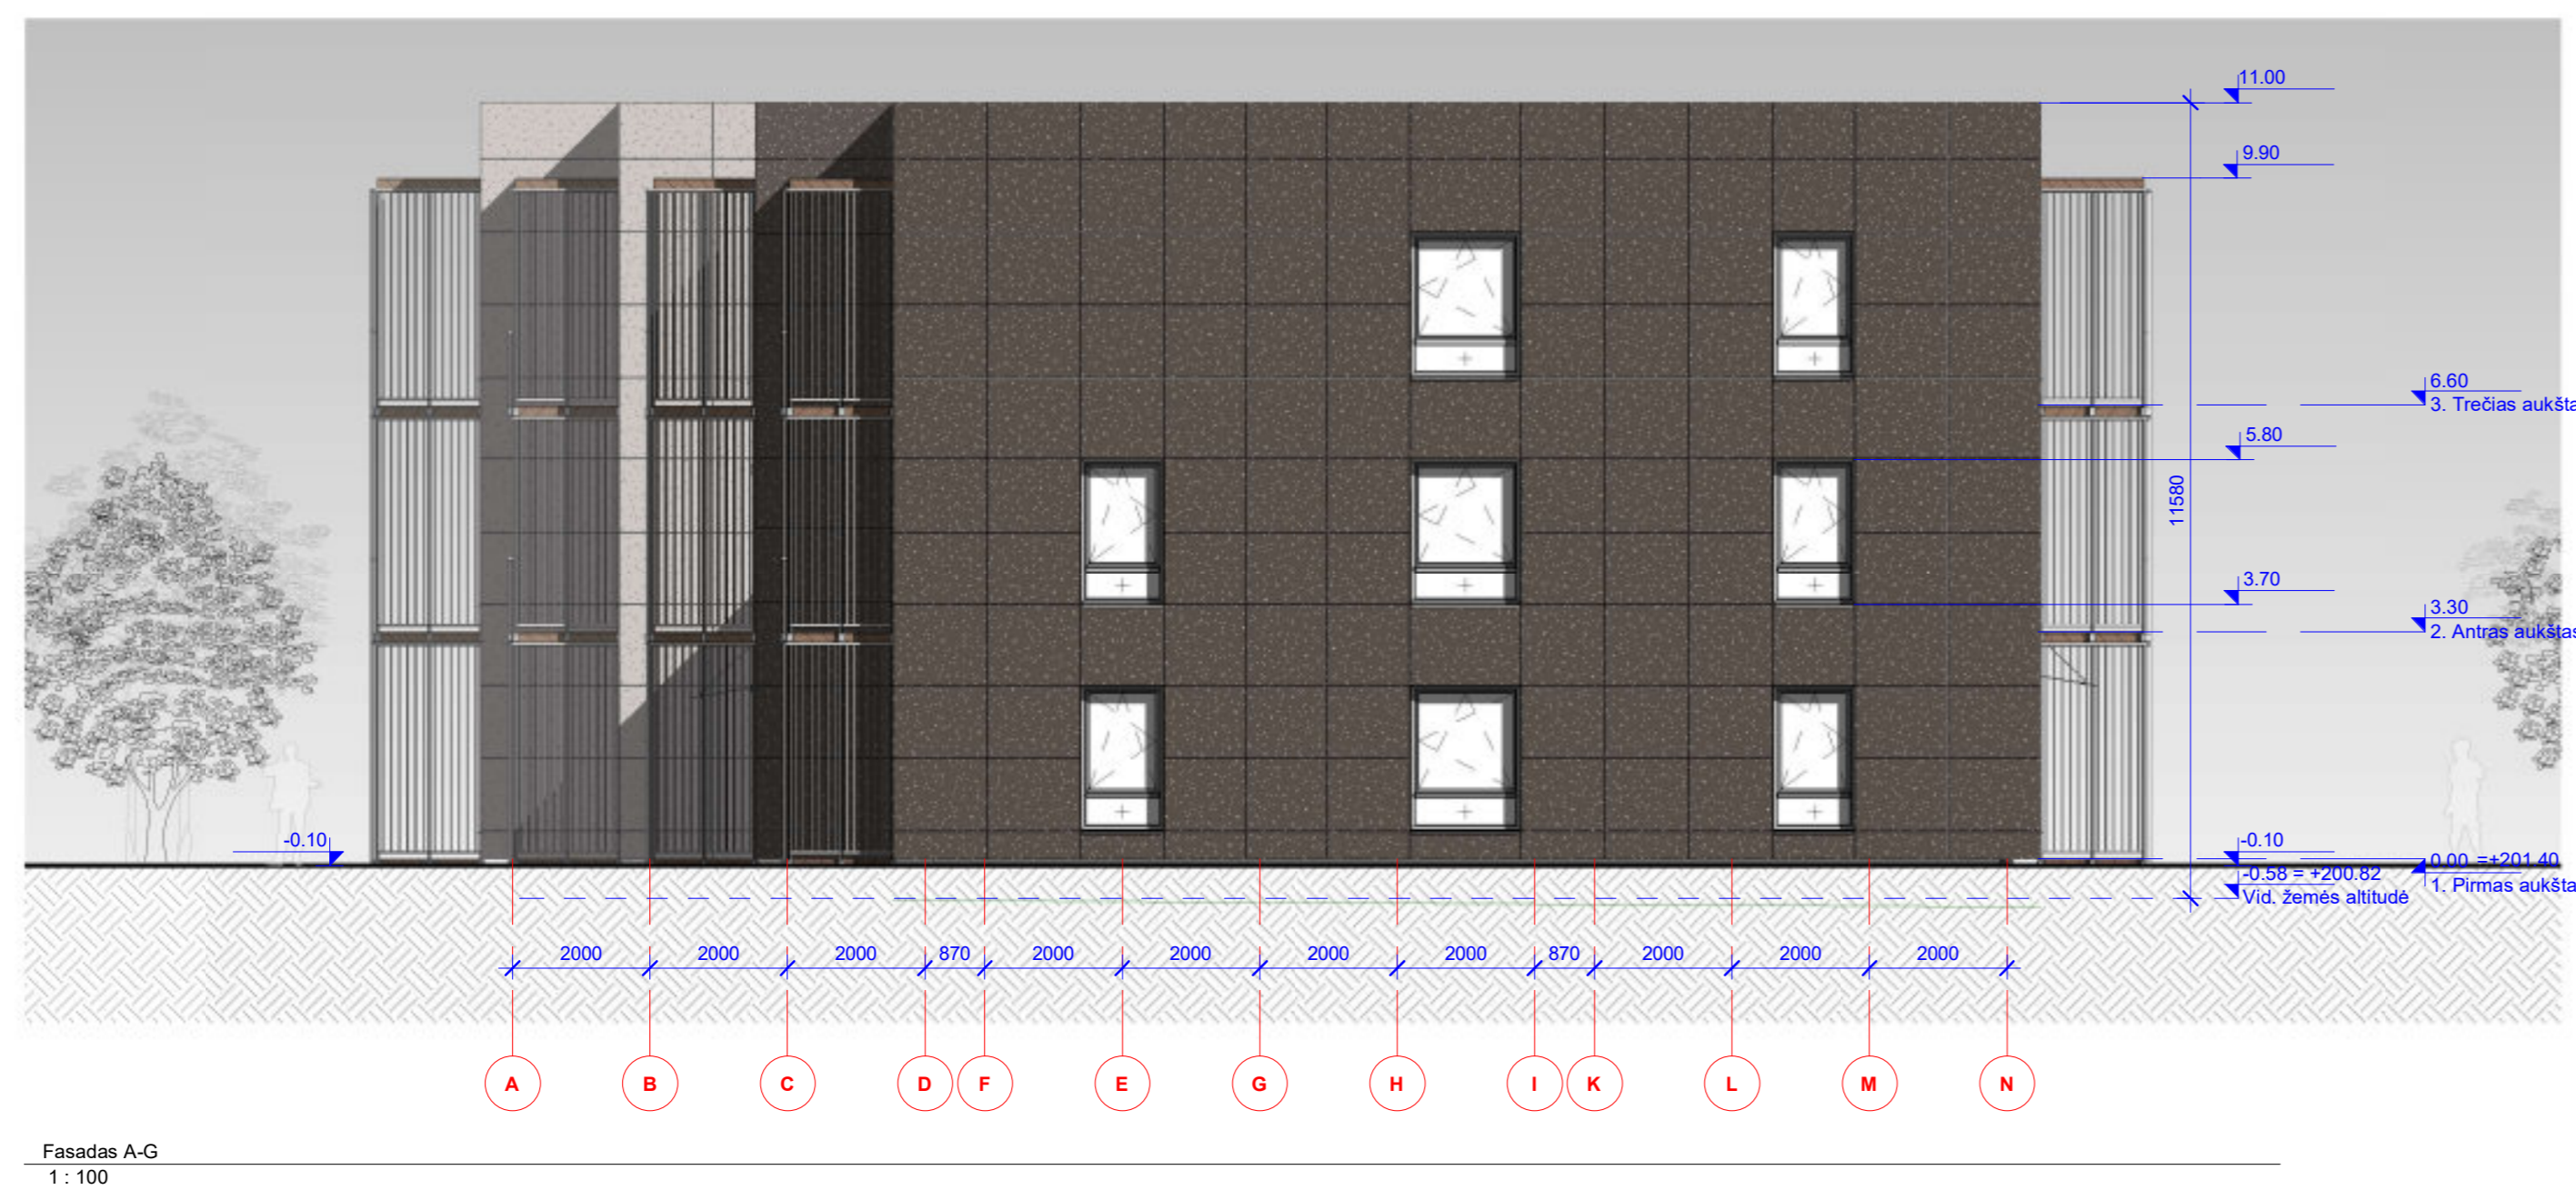 11.00
9.90
6.60
3. Trečias aukšta
5.80
11580
3.70
3.30
2. Antras aukštas
-0.10
-0.10
0.00 =+201.40
-0.58 = +200.82
1. Pirmas aukšta
Vid. žemės altitudė
2000 2000 2000 870 2000 2000 2000 2000 870 2000 2000 2000
A B C D F E G H I K L M N
Fasadas A-G
1 : 100